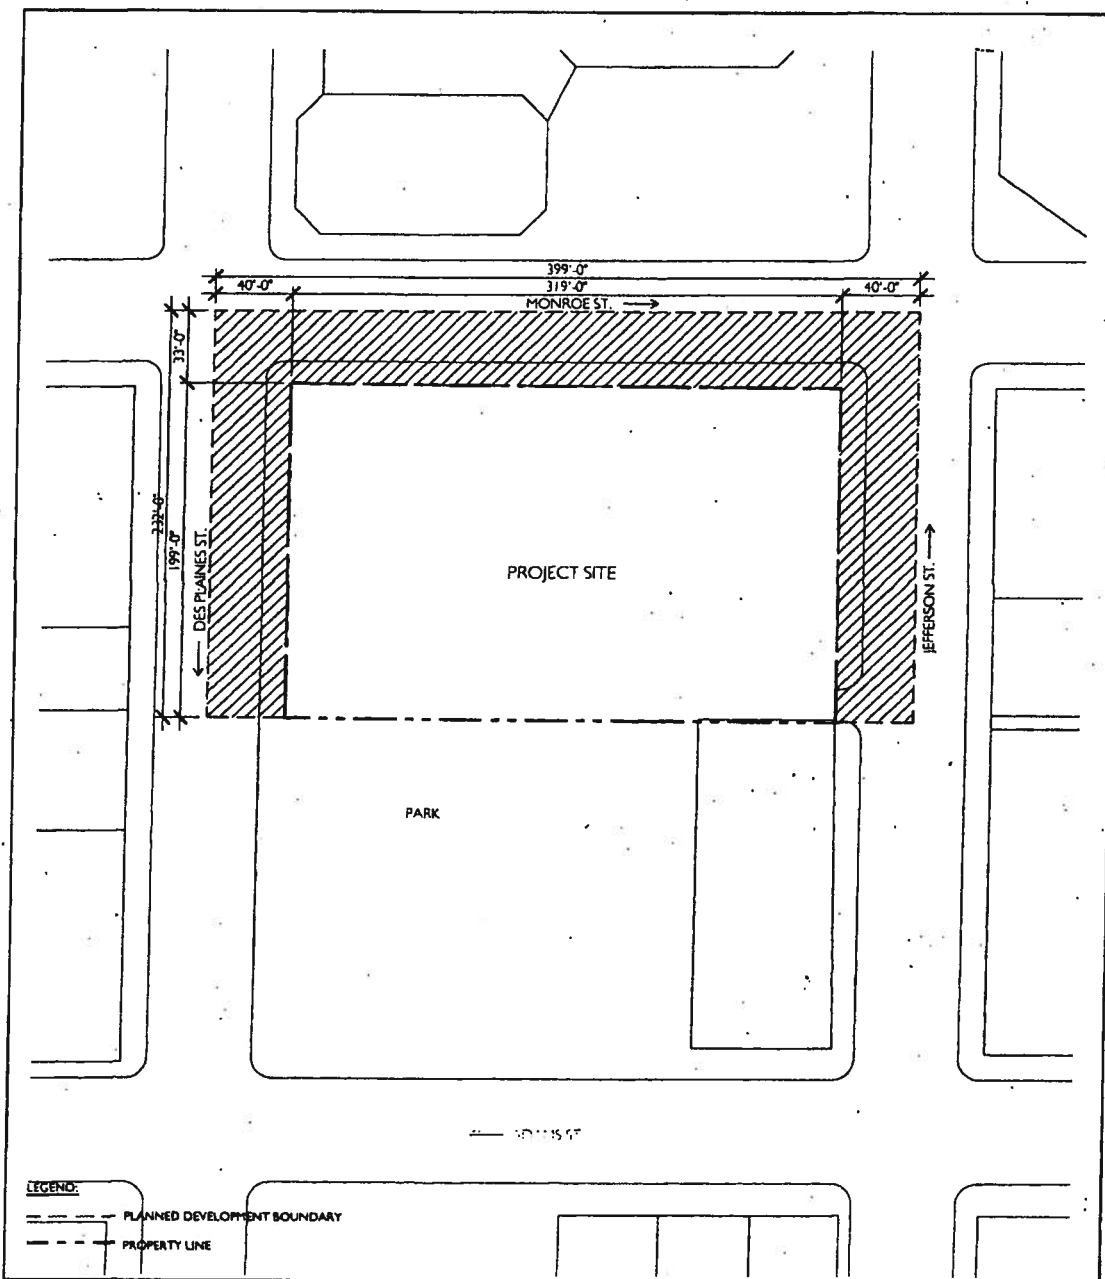 399'-0"
40'-0"
319'-0"
40'-0"
MONROE ST.
33'-0"
232'-0"
199'-0"
DES PLAINES ST.
PROJECT SITE
JEFFERSON ST.
PARK
ST
LEGEND:
PLANNED DEVELOPMENT BOUNDARY
PROPERTY LINE